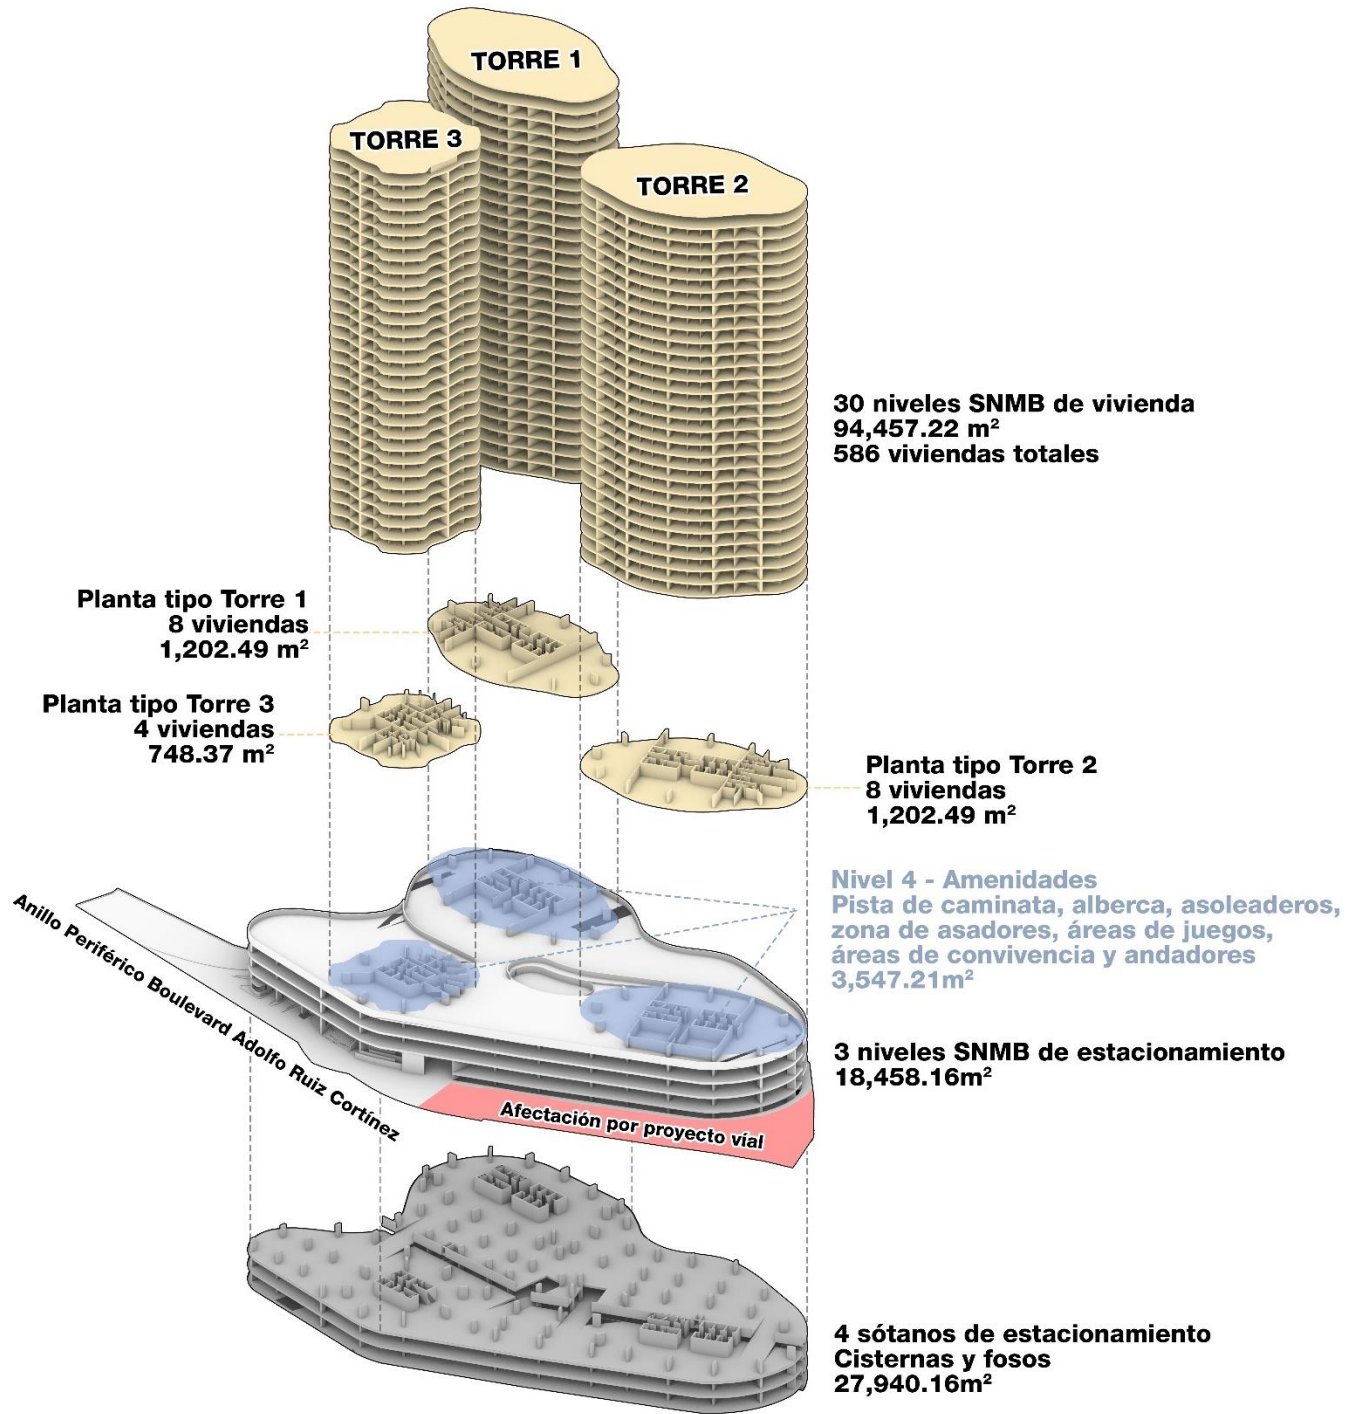 TORRE 1
TORRE 3
TORRE 2
30 niveles SNMB de vivienda
94,457.22 m²
586 viviendas totales
Planta tipo Torre 1
8 viviendas
1,202.49 m²
Planta tipo Torre 3
4 viviendas
748.37 m²
Planta tipo Torre 2
8 viviendas
1,202.49 m²
Nivel 4 - Amenidades
Pista de caminata, alberca, asoleaderos,
zona de asadores, áreas de juegos,
áreas de convivencia y andadores
3,547.21m²
Anillo Periférico Boulevard Adolfo Ruiz Cortínez
3 niveles SNMB de estacionamiento
18,458.16m²
Afectación por proyecto víal
4 sótanos de estacionamiento
Cisternas y fosos
27,940.16m²